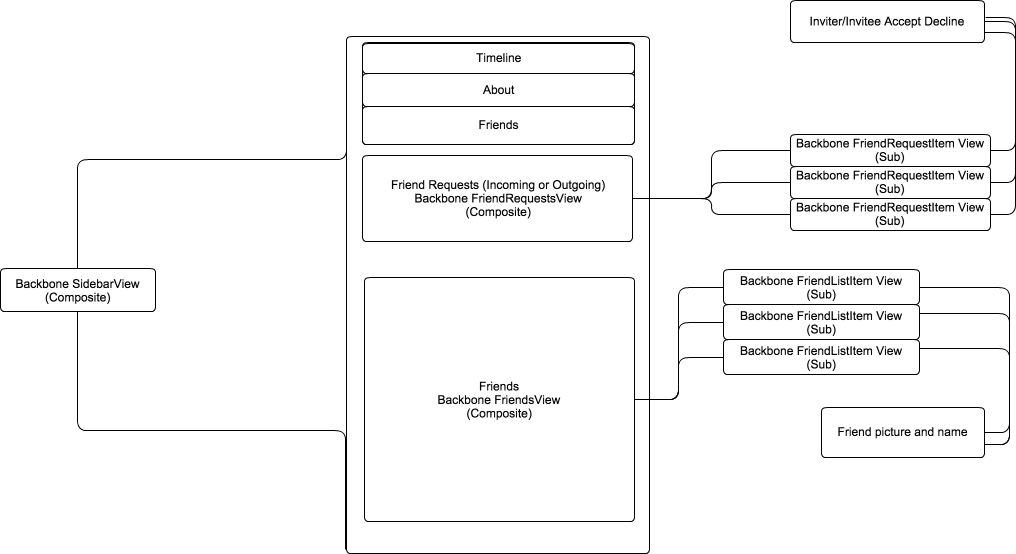 Inviter/Invitee Accept Decline
Timeline
About
Friends
Friend Requests (Incoming or Outgoing)
Backbone FriendRequestsView
(Composite)
Backbone FriendRequestItem View
(Sub)
Backbone FriendRequestItem View
(Sub)
Backbone FriendRequestItem View
(Sub)
Backbone SidebarView
(Composite)
Backbone FriendListItem View
(Sub)
Backbone FriendListItem View
(Sub)
Backbone FriendListItem View
(Sub)
Friends
Backbone FriendsView
(Composite)
Friend picture and name